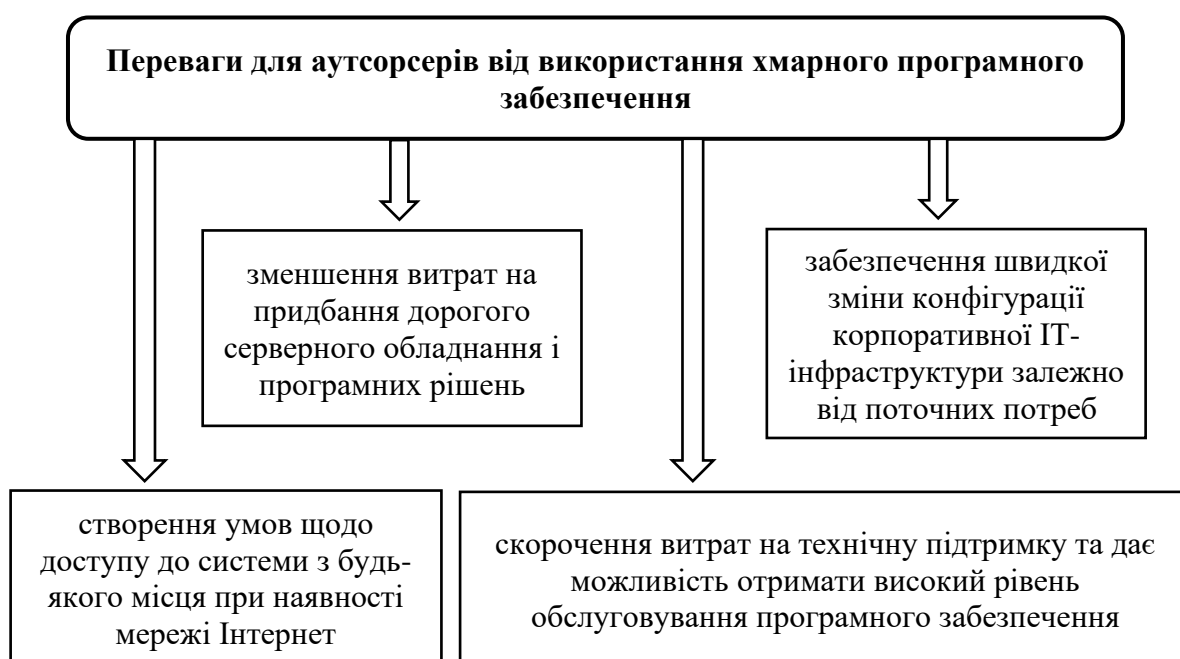 Переваги для аутсорсерів від використання хмарного програмного
забезпечення
зменшення витрат на
придбання дорогого
серверного обладнання і
програмних рішень
забезпечення швидкої
зміни конфігурації
корпоративної ІТ-
інфраструктури залежно
від поточних потреб
створення умов щодо
доступу до системи з будь-
якого місця при наявності
мережі Інтернет
скорочення витрат на технічну підтримку та дає
можливість отримати високий рівень
обслуговування програмного забезпечення